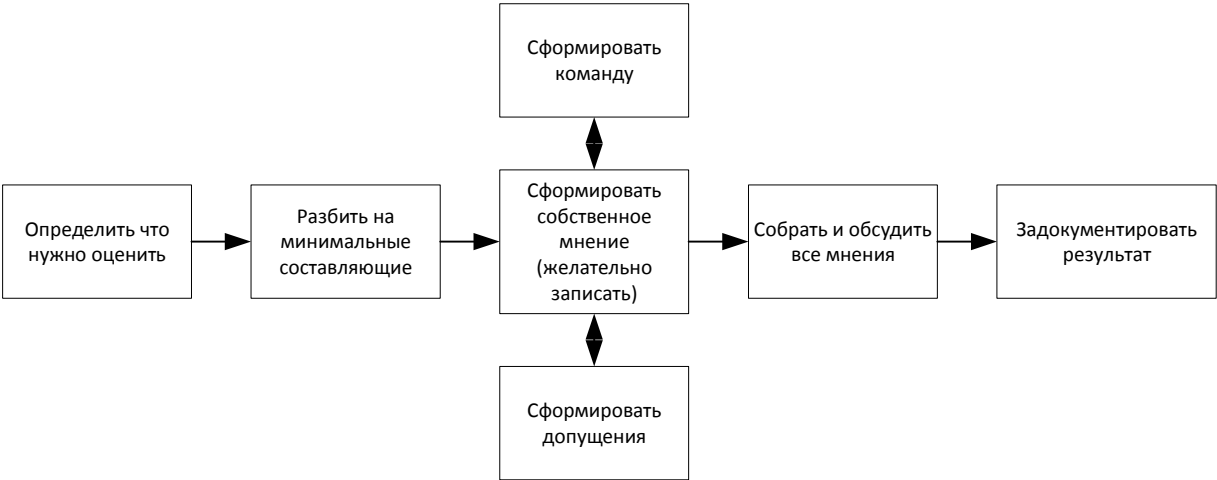 Сформировать
команду
Определить что
нужно оценить
Разбить на
минимальные
составляющие
Сформировать
собственное
мнение
(желательно
записать)
Собрать и обсудить
все мнения
Задокументировать
результат
Сформировать
допущения